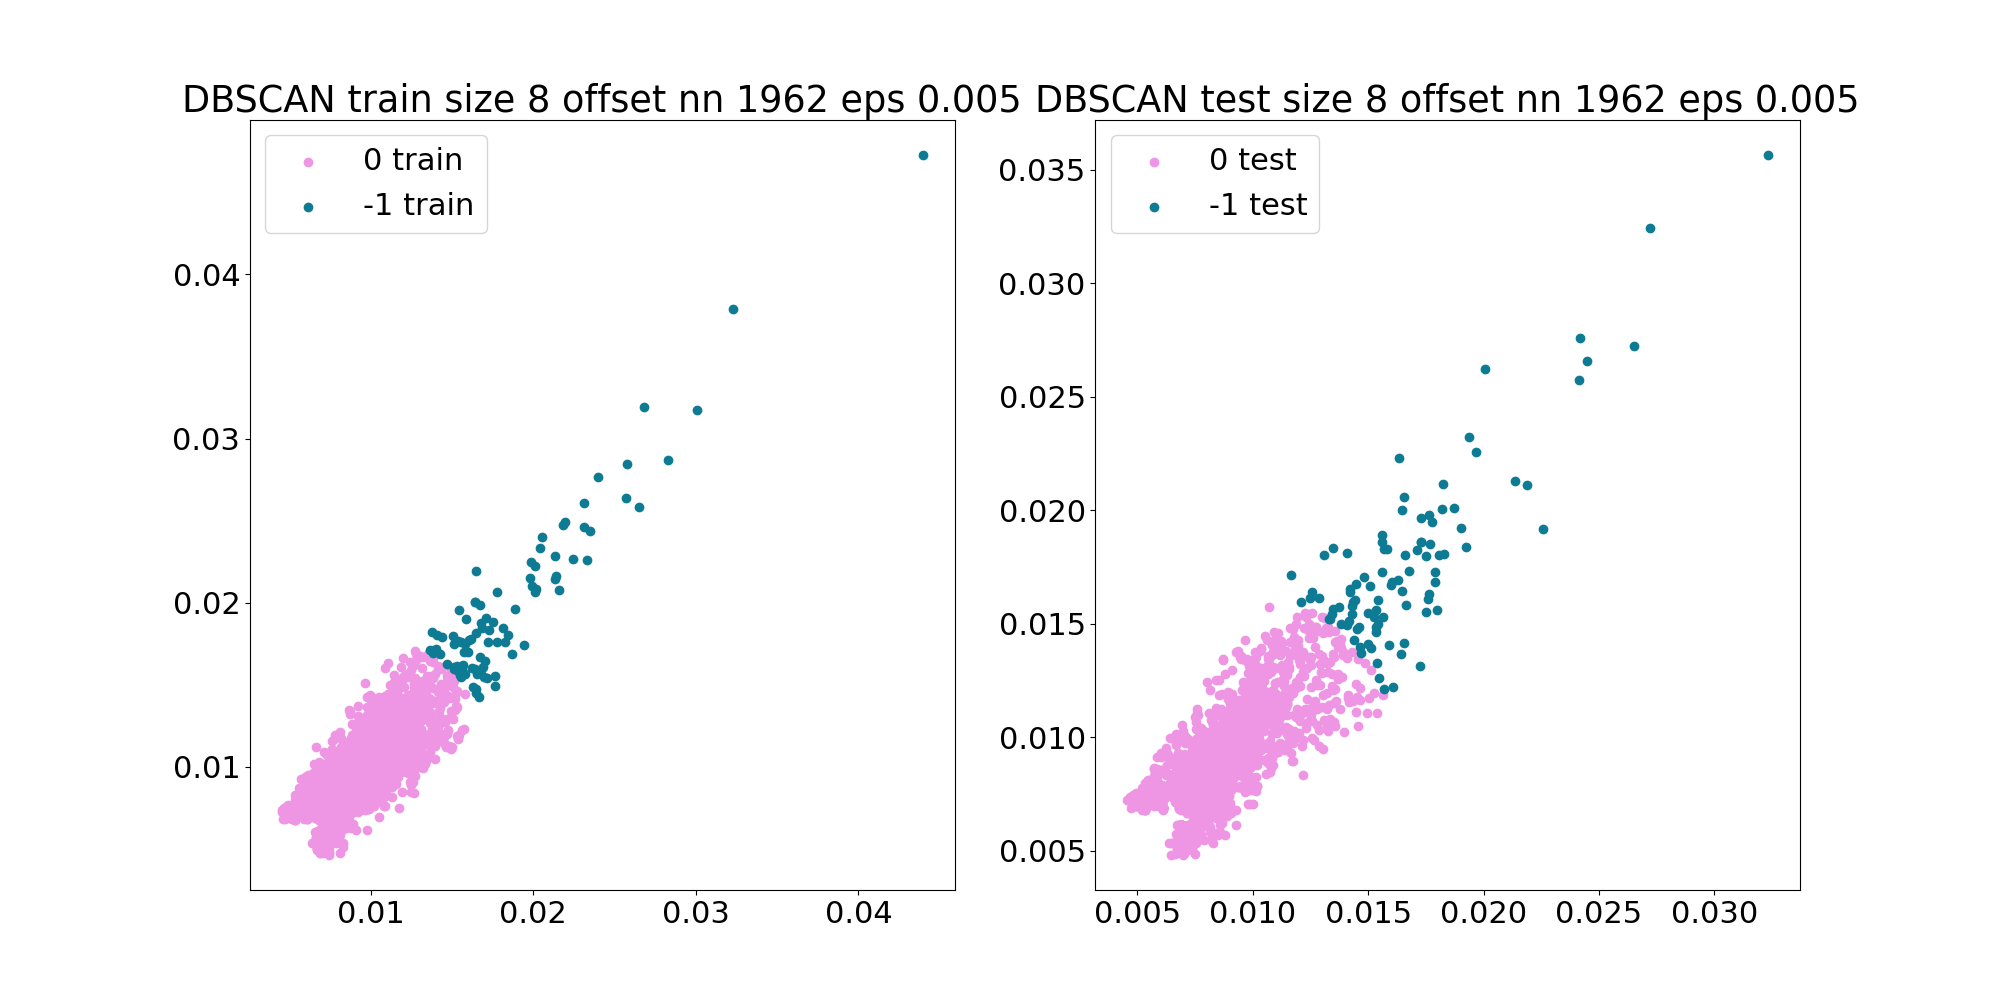 DBSCAN train size 8 offset nn 1962 eps 0.005
0 train
-1 train
0.04
0.03
0.02
0.01
0.01 0.02 0.03 0.04
DBSCAN test size 8 offset nn 1962 eps 0.005
0 test
-1 test
0.035
0.030
0.025
0.020
0.015
0.010
0.005
0.005 0.010 0.015 0.020 0.025 0.030